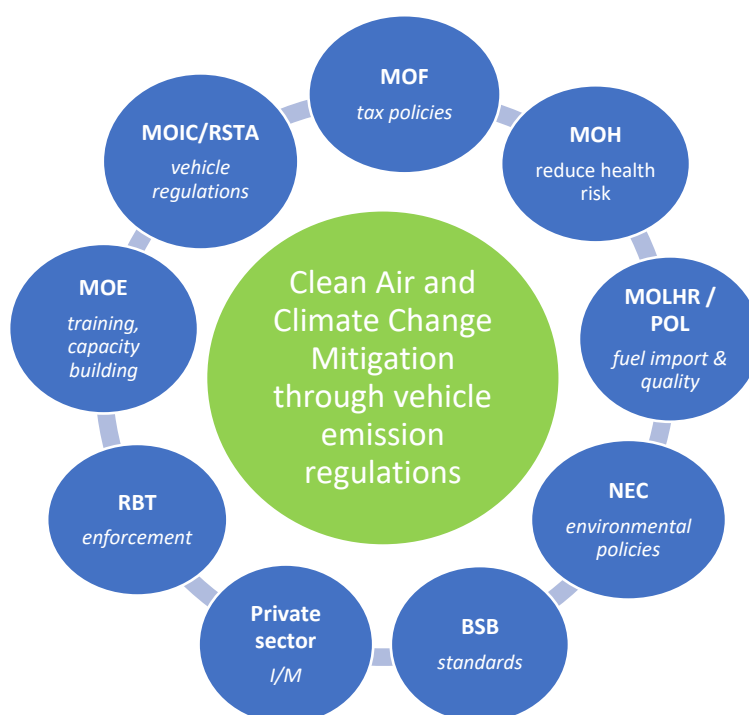 MOF
tax policies
MOH
reduce health
risk
MOLHR /
POL
fuel import &
quality
NEC
environmental
policies
BSB
standards
Private
sector
I/M
RBT
enforcement
MOE
training,
capacity
building
MOIC/RSTA
vehicle
regulations
Clean Air and
Climate Change
Mitigation
through vehicle
emission
regulations